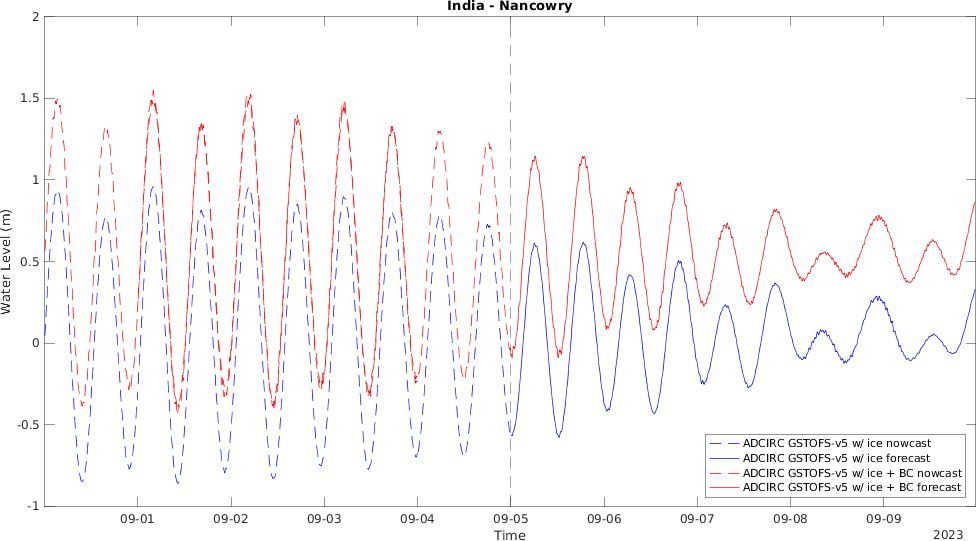 India - Nancowry
2
1.5
1
0.5
0
-0.5
-1
Water Level (m)
ADCIRC GSTOFS-v5 w/ ice nowcast
ADCIRC GSTOFS-v5 w/ ice forecast
ADCIRC GSTOFS-v5 w/ ice + BC nowcast
ADCIRC GSTOFS-v5 w/ ice + BC forecast
09-01 09-02 09-03 09-04 09-05 09-06 09-07 09-08 09-09
Time
2023